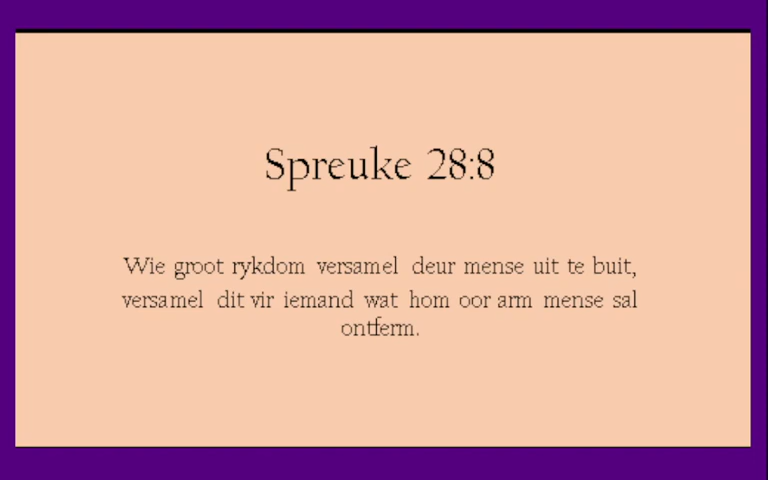 Spreuke 28:8
Wie groot rykdom versamel deur mense uit te buit,
versamel dit vir iemand wat hom oor arm mense sal
ontferm.